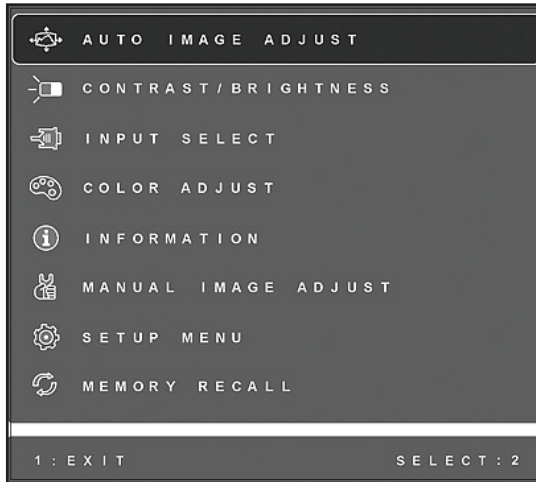 AUTO IMAGE ADJUST
CONTRAST/BRIGHTNESS
INPUT SELECT
COLOR ADJUST
INFORMATION
MANUAL IMAGE ADJUST
SETUP MENU
MEMORY RECALL
1:EXIT SELECT:2